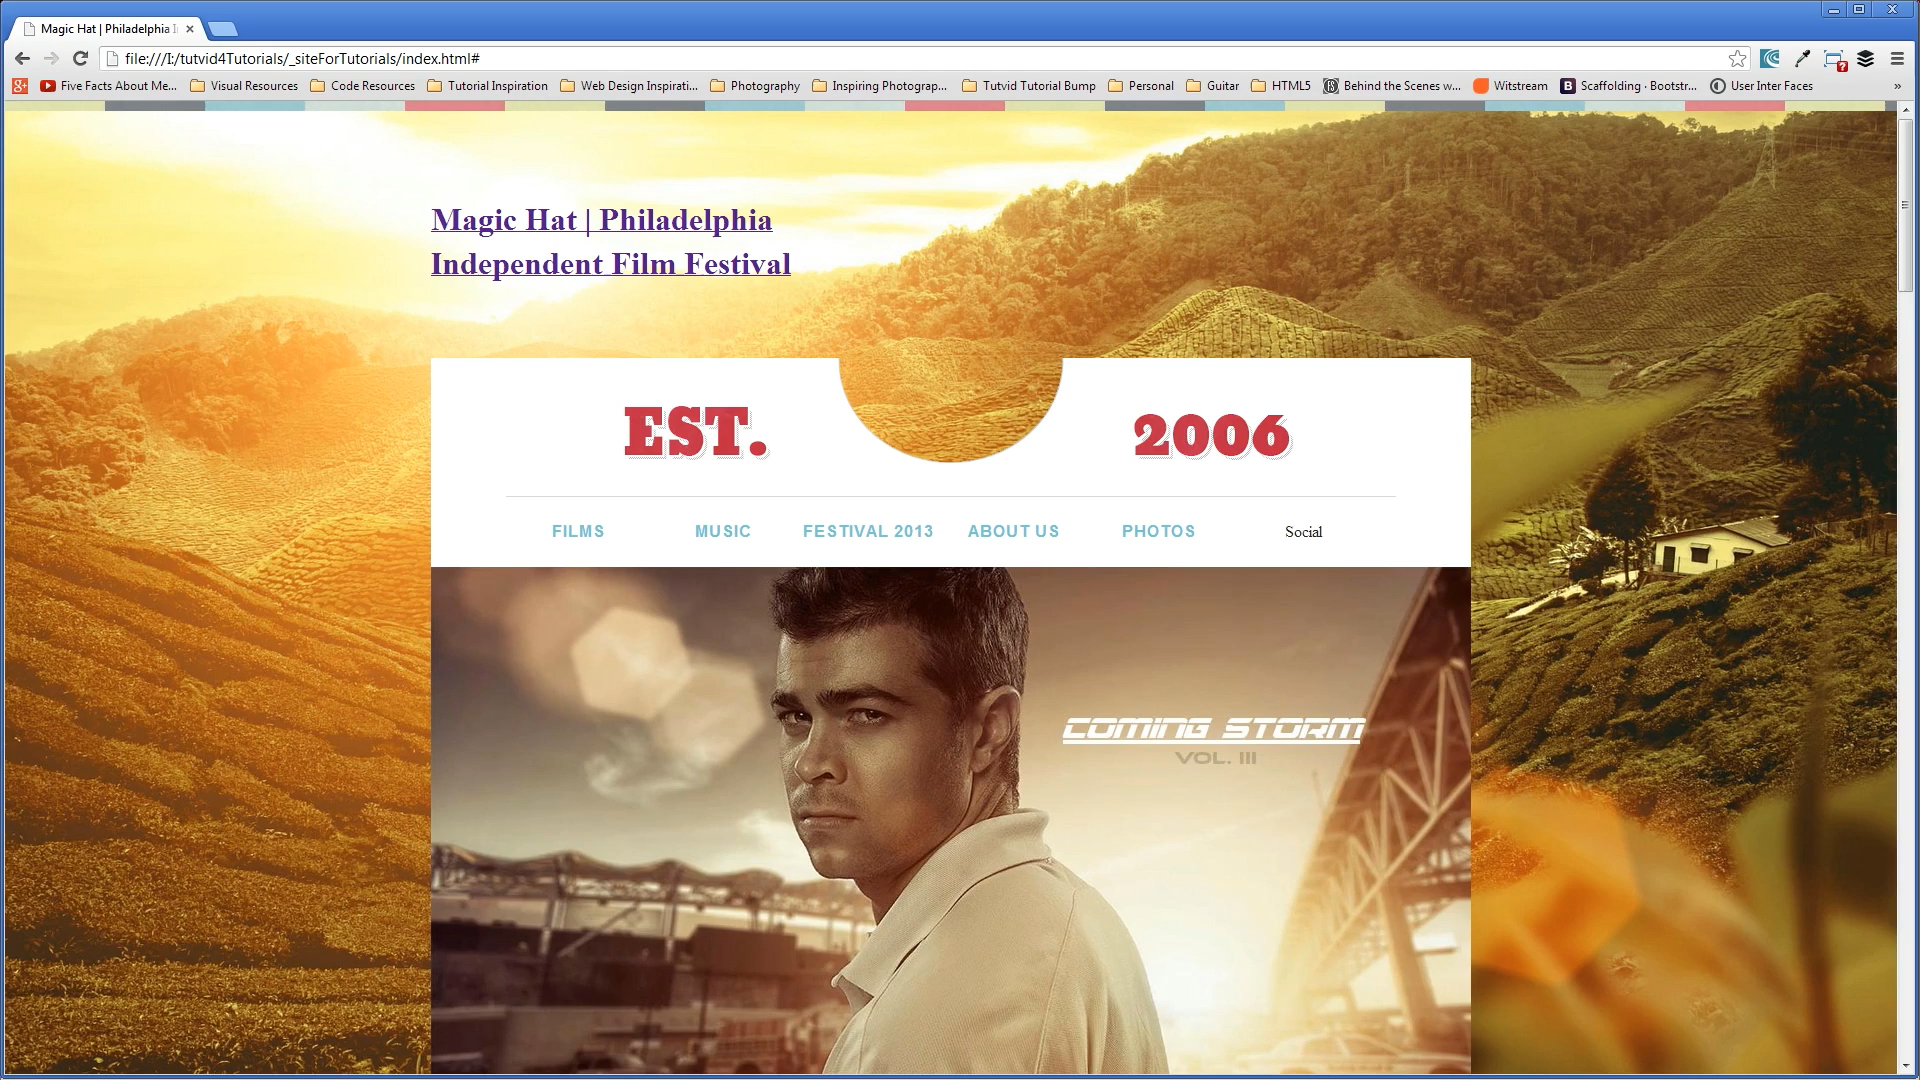 Magic Hat | Philadelphia I
file:///I:/tutvid4Tutorials/_siteForTutorials/index.html#
Five Facts About Me... Visual Resources Code Resources Tutorial Inspiration Web Design Inspirati... Photography Inspiring Photograp... Tutvid Tutorial Bump Personal Guitar HTML5 Behind the Scenes w... Witstream B Scaffolding · Bootstr... User Inter Faces »
Magic Hat | Philadelphia
Independent Film Festival
EST. 2006
FILMS MUSIC FESTIVAL 2013 ABOUT US PHOTOS Social
COMING STORM
VOL. III